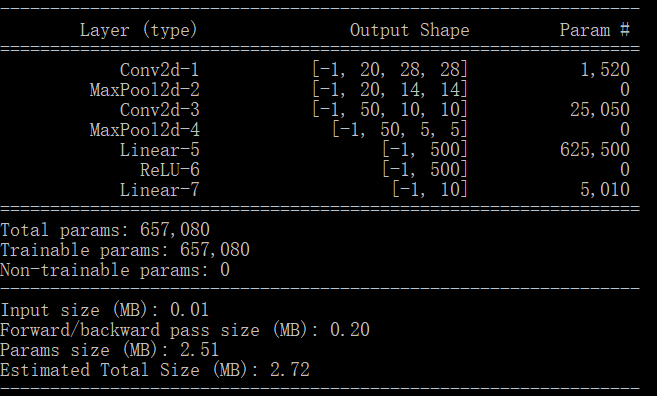 ----------------------------------------------------------------
        Layer (type)               Output Shape         Param #
================================================================
            Conv2d-1           [-1, 20, 28, 28]           1,520
         MaxPool2d-2           [-1, 20, 14, 14]               0
            Conv2d-3           [-1, 50, 10, 10]          25,050
         MaxPool2d-4             [-1, 50, 5, 5]               0
            Linear-5                  [-1, 500]         625,500
              ReLU-6                  [-1, 500]               0
            Linear-7                   [-1, 10]           5,010
================================================================
Total params: 657,080
Trainable params: 657,080
Non-trainable params: 0
----------------------------------------------------------------
Input size (MB): 0.01
Forward/backward pass size (MB): 0.20
Params size (MB): 2.51
Estimated Total Size (MB): 2.72
----------------------------------------------------------------